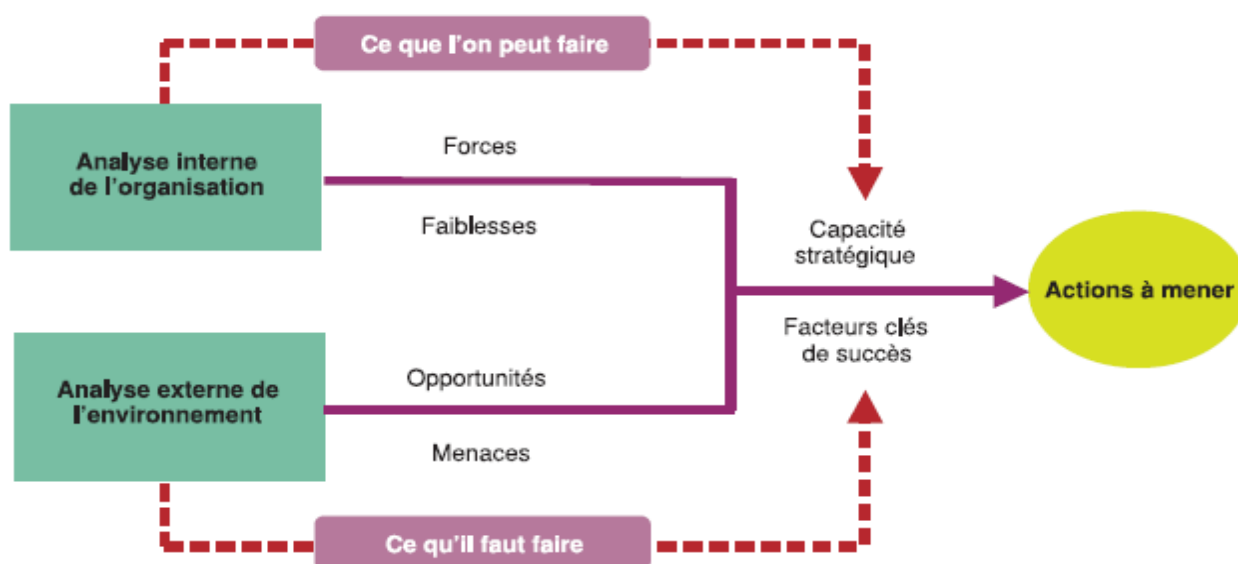 Ce que l'on peut faire
Analyse interne
de l'organisation
Forces
Faiblesses
Capacité
stratégique
Actions à mener
Facteurs clés
de succès
Analyse externe de
l'environnement
Opportunités
Menaces
Ce qu'il faut faire